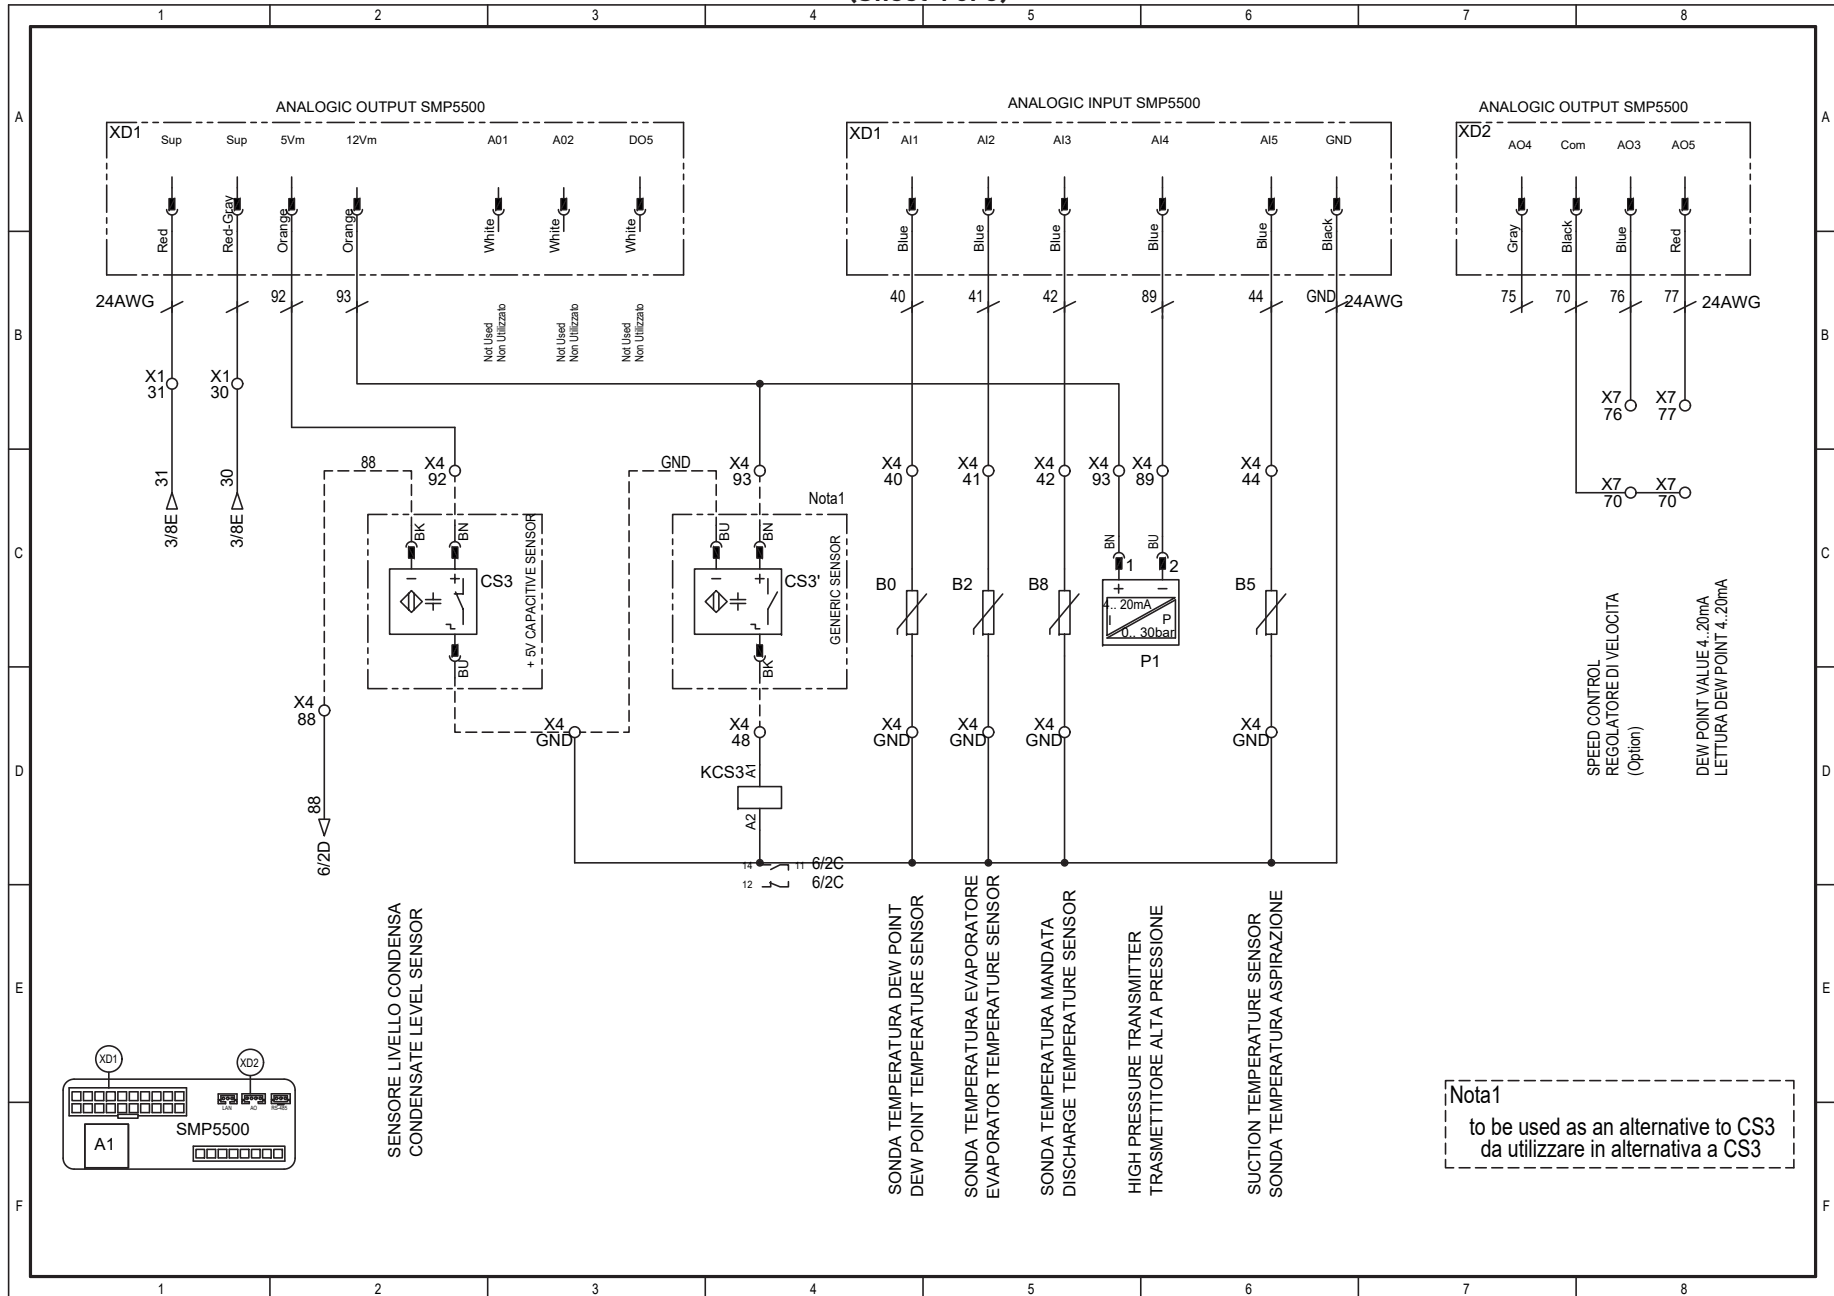 1 2 3 4 5 6 7 8
A
A
B
B
C
C
D
D
E
E
F
F
ANALOGIC OUTPUT SMP5500
XD1
Sup Sup 5Vm 12Vm A01 A02 DO5
Red Red-Gray Orange Orange White White White
24AWG 92 93
Not Used
Non Utilizzato
Not Used
Non Utilizzato
Not Used
Non Utilizzato
X1
31
X1
30
31
3/8E
30
3/8E
ANALOGIC INPUT SMP5500
XD1
AI1 AI2 AI3 AI4 AI5 GND
Blue Blue Blue Blue Blue Black
40 41 42 89 44 GND 24AWG
ANALOGIC OUTPUT SMP5500
XD2
AO4 Com AO3 AO5
Gray Black Blue Red
75 70 76 77 24AWG
X7
76
X7
77
X7
70
X7
70
88
X4
92
GND
X4
93
Nota1
X4
40
X4
41
X4
42
X4
93
X4
89
X4
44
BK
BN
− +
CS3
+ 5V CAPACITIVE SENSOR
BU
BU
BN
− +
CS3'
GENERIC SENSOR
BK
B0
B2
B8
BN
BU
1 2
+ −
4.. 20mA
I P
0.. 30bar
P1
B5
X4
88
88
6/2D
X4
GND
X4
48
KCS3
A1
A2
14 11 6/2C
12 6/2C
X4
GND
X4
GND
X4
GND
X4
GND
SPEED CONTROL
REGOLATORE DI VELOCITA
(Option)
DEW POINT VALUE 4..20mA
LETTURA DEW POINT 4..20mA
SENSORE LIVELLO CONDENSA
CONDENSATE LEVEL SENSOR
SONDA TEMPERATURA DEW POINT
DEW POINT TEMPERATURE SENSOR
SONDA TEMPERATURA EVAPORATORE
EVAPORATOR TEMPERATURE SENSOR
SONDA TEMPERATURA MANDATA
DISCHARGE TEMPERATURE SENSOR
HIGH PRESSURE TRANSMITTER
TRASMETTITORE ALTA PRESSIONE
SUCTION TEMPERATURE SENSOR
SONDA TEMPERATURA ASPIRAZIONE
XD1
XD2
LAN AO RS-485
SMP5500
A1
Nota1
to be used as an alternative to CS3
da utilizzare in alternativa a CS3
1 2 3 4 5 6 7 8